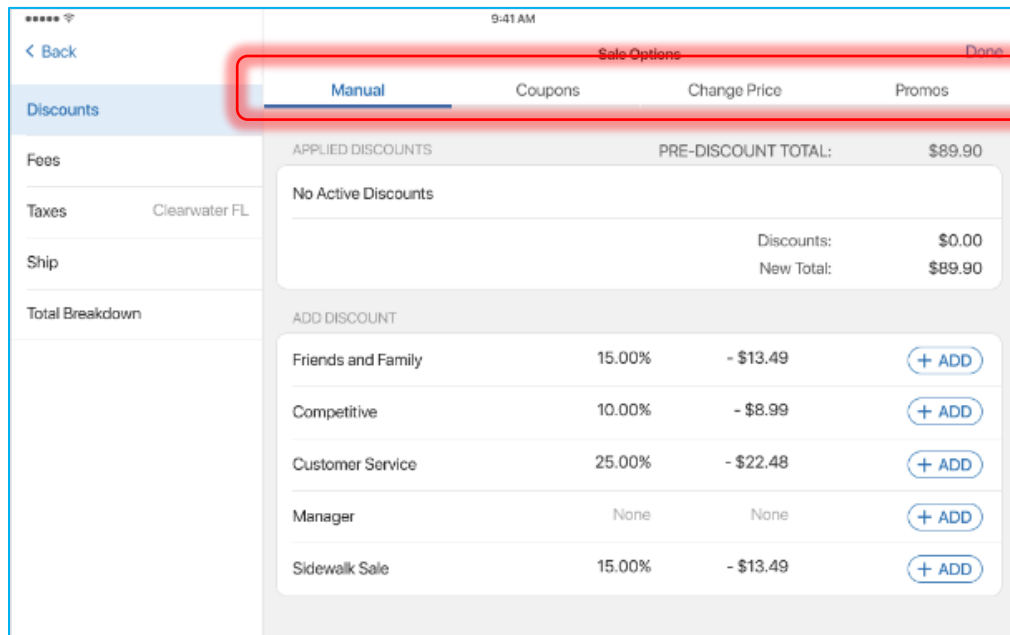 9:41 AM
Back
Sale Options
Done
Manual
Coupons
Change Price
Promos
Discounts
Fees
Taxes Clearwater FL
Ship
Total Breakdown
APPLIED DISCOUNTS PRE-DISCOUNT TOTAL: $89.90
No Active Discounts
Discounts: $0.00
New Total: $89.90
ADD DISCOUNT
Friends and Family 15.00% - $13.49 + ADD
Competitive 10.00% - $8.99 + ADD
Customer Service 25.00% - $22.48 + ADD
Manager None None + ADD
Sidewalk Sale 15.00% - $13.49 + ADD